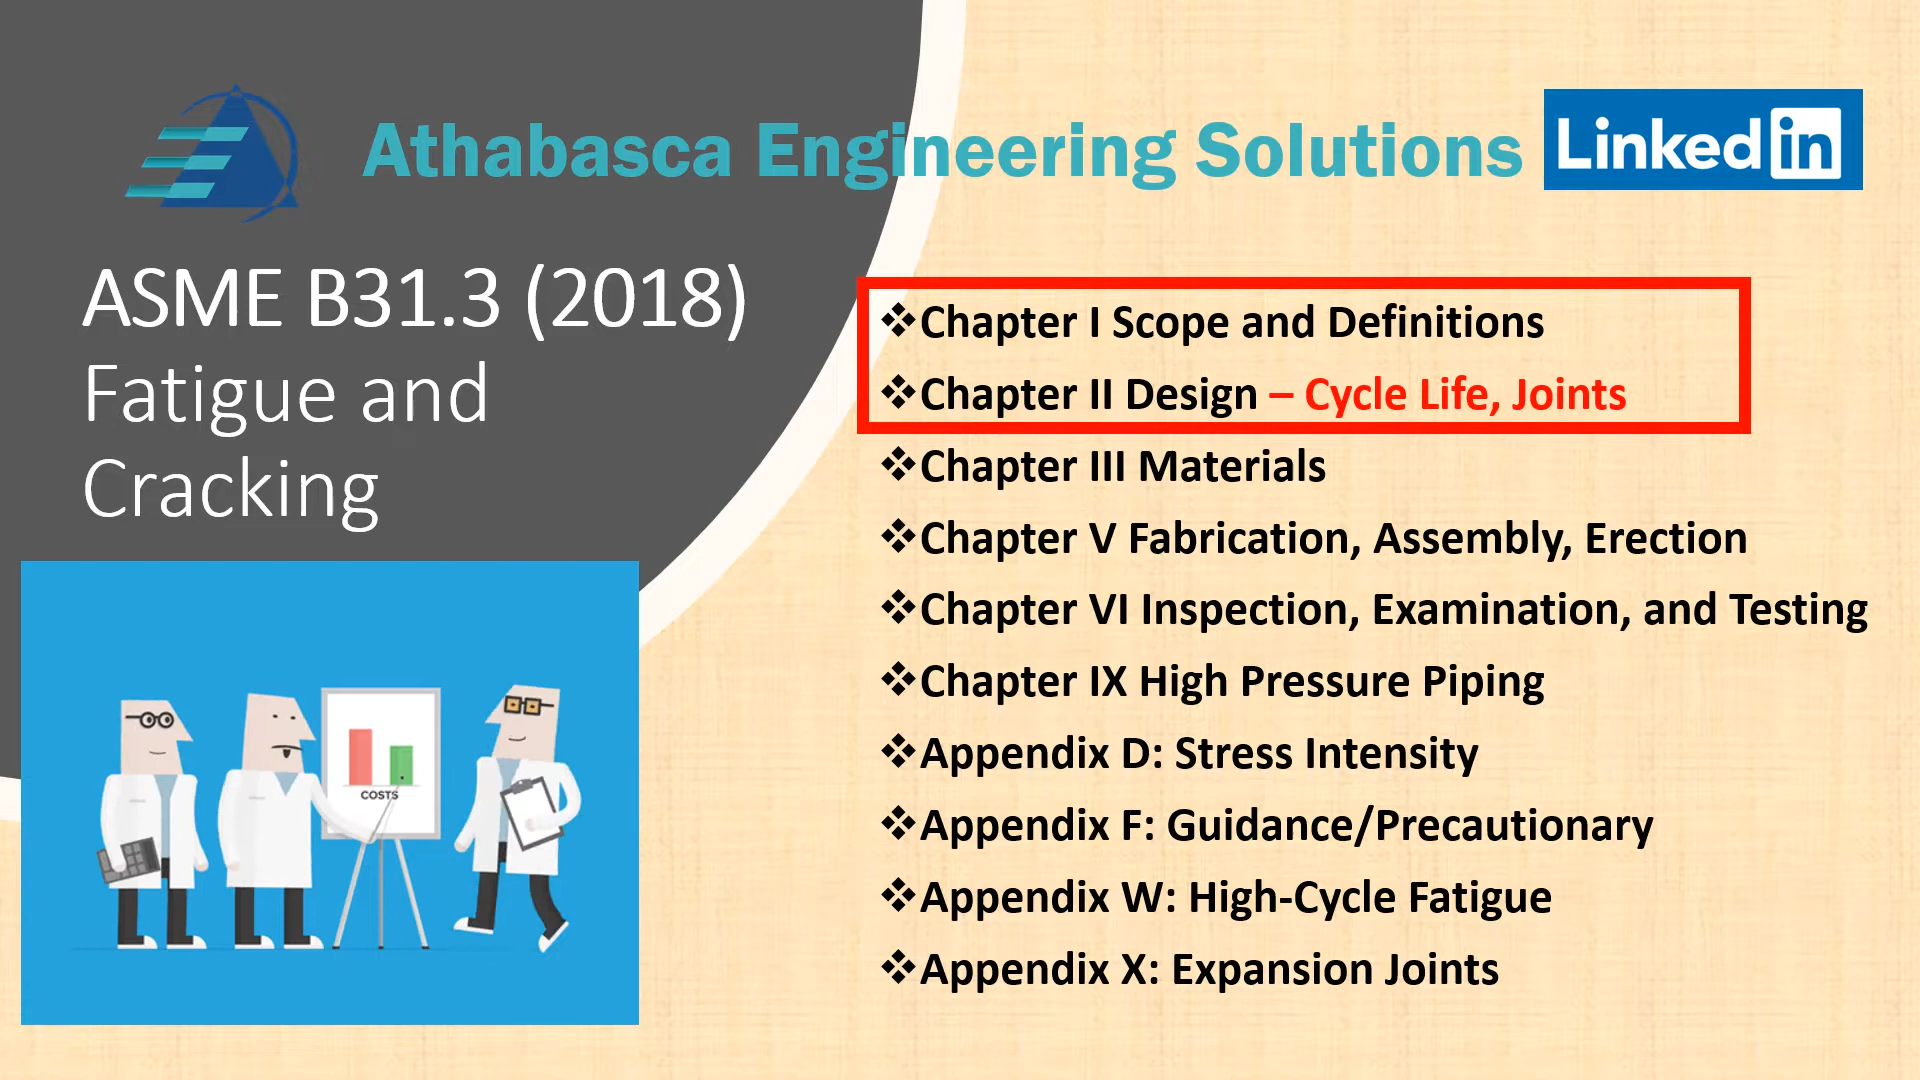 Athabasca Engineering Solutions
Linked in
ASME B31.3 (2018)
Fatigue and
Cracking
❖Chapter I Scope and Definitions
❖Chapter II Design – Cycle Life, Joints
❖Chapter III Materials
❖Chapter V Fabrication, Assembly, Erection
❖Chapter VI Inspection, Examination, and Testing
❖Chapter IX High Pressure Piping
❖Appendix D: Stress Intensity
❖Appendix F: Guidance/Precautionary
❖Appendix W: High-Cycle Fatigue
❖Appendix X: Expansion Joints
COSTS